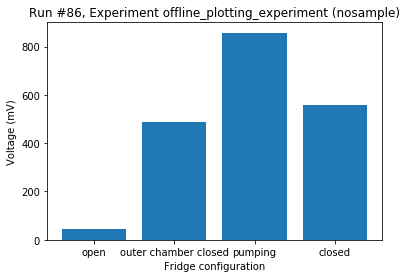 Run #86, Experiment offline_plotting_experiment (nosample)
800
600
400
200
0
Voltage (mV)
open outer chamber closed pumping closed
Fridge configuration